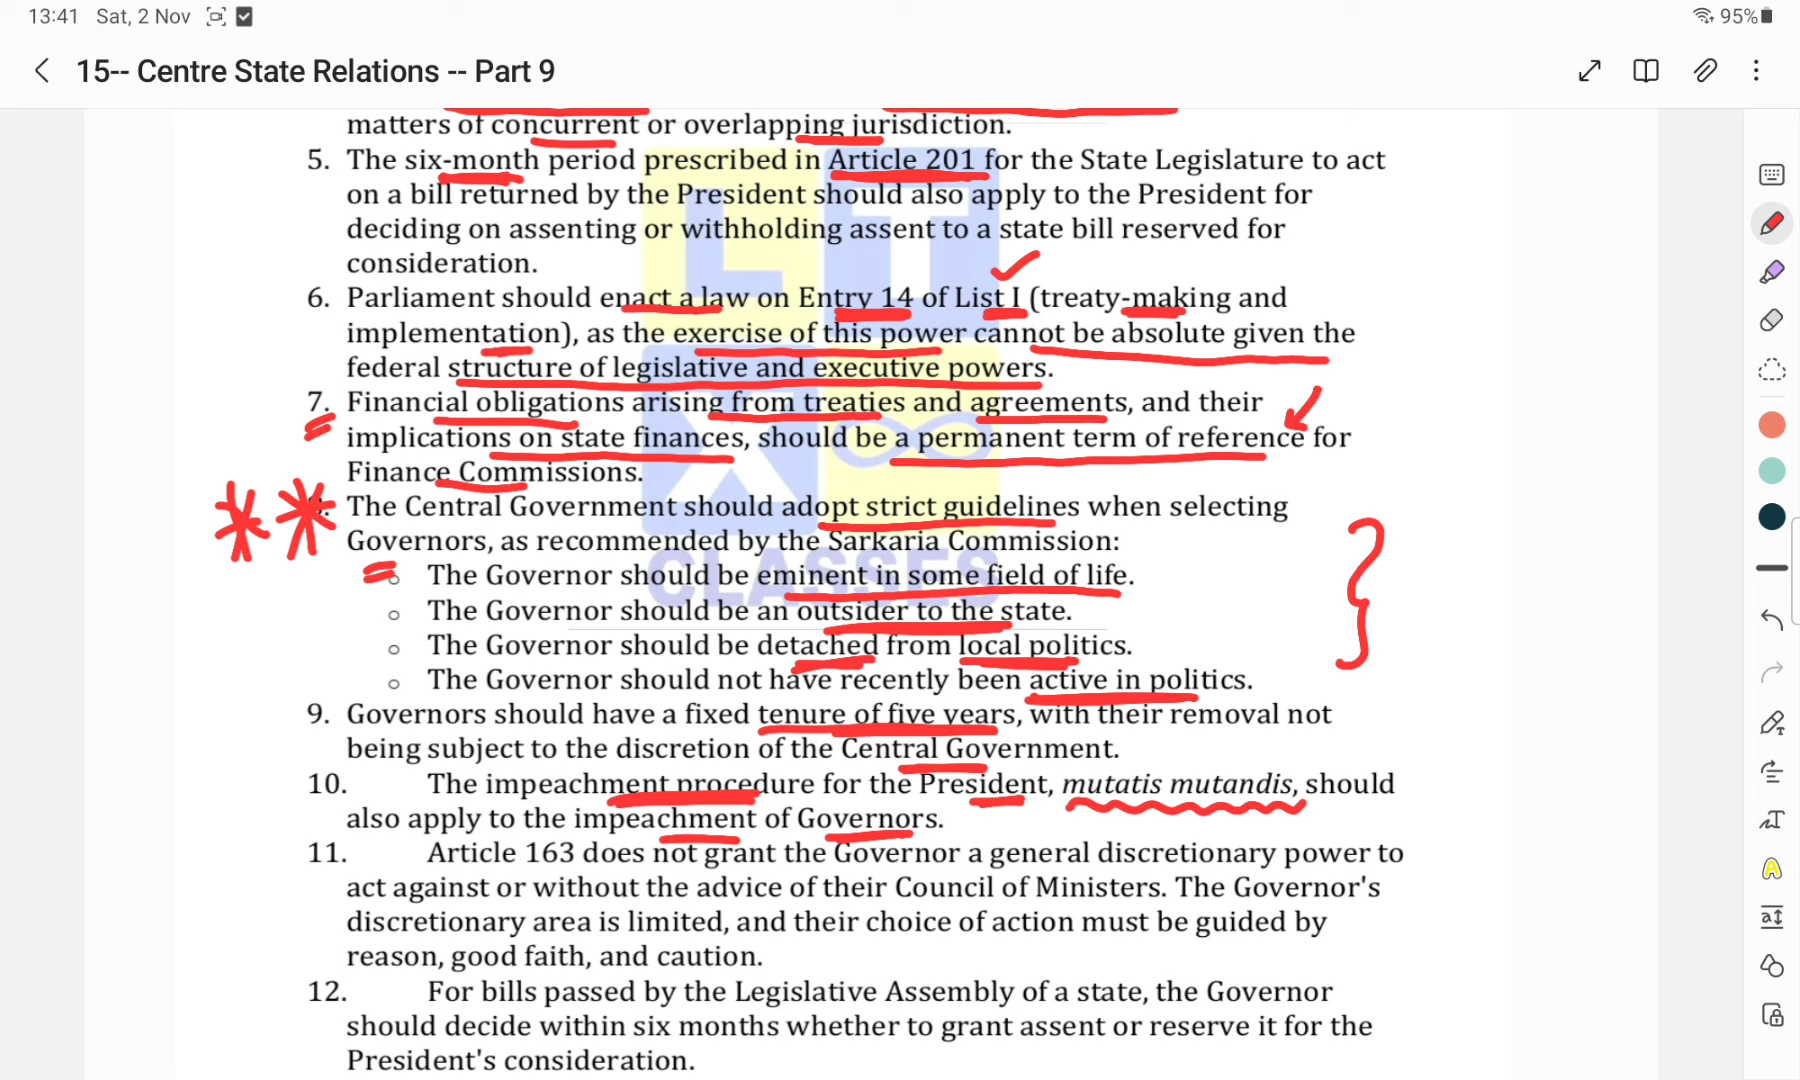 13:41 Sat, 2 Nov
95%
15-- Centre State Relations -- Part 9
matters of concurrent or overlapping jurisdiction.
5. The six-month period prescribed in Article 201 for the State Legislature to act
on a bill returned by the President should also apply to the President for
deciding on assenting or withholding assent to a state bill reserved for
consideration.
6. Parliament should enact a law on Entry 14 of List I (treaty-making and
implementation), as the exercise of this power cannot be absolute given the
federal structure of legislative and executive powers.
7. Financial obligations arising from treaties and agreements, and their
implications on state finances, should be a permanent term of reference for
Finance Commissions.
The Central Government should adopt strict guidelines when selecting
Governors, as recommended by the Sarkaria Commission:
o The Governor should be eminent in some field of life.
o The Governor should be an outsider to the state.
o The Governor should be detached from local politics.
o The Governor should not have recently been active in politics.
9. Governors should have a fixed tenure of five years, with their removal not
being subject to the discretion of the Central Government.
10. The impeachment procedure for the President, mutatis mutandis, should
also apply to the impeachment of Governors.
11. Article 163 does not grant the Governor a general discretionary power to
act against or without the advice of their Council of Ministers. The Governor's
discretionary area is limited, and their choice of action must be guided by
reason, good faith, and caution.
12. For bills passed by the Legislative Assembly of a state, the Governor
should decide within six months whether to grant assent or reserve it for the
President's consideration.
L T
X
CLASSES